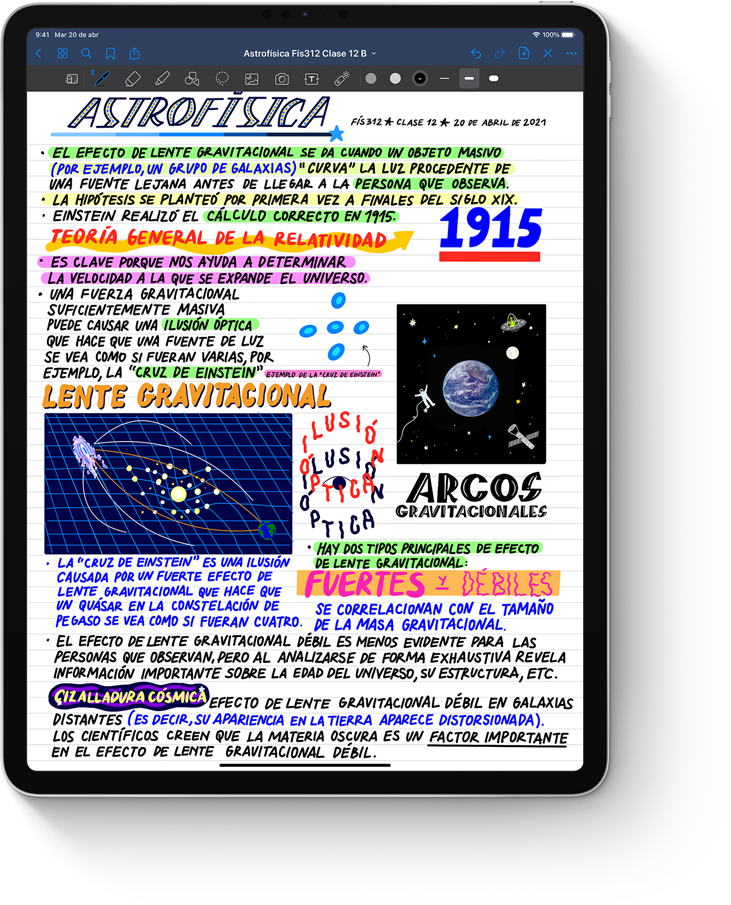 9:41 Mar 20 de abr
100%
Astrofísica Fís312 Clase 12 B
ASTROFÍSICA
FÍS 312 ★ CLASE 12 ★ 20 DE ABRIL DE 2021
• EL EFECTO DE LENTE GRAVITACIONAL SE DA CUANDO UN OBJETO MASIVO
(POR EJEMPLO, UN GRUPO DE GALAXIAS) "CURVA" LA LUZ PROCEDENTE DE
UNA FUENTE LEJANA ANTES DE LLEGAR A LA PERSONA QUE OBSERVA.
• LA HIPÓTESIS SE PLANTEÓ POR PRIMERA VEZ A FINALES DEL SIGLO XIX.
• EINSTEIN REALIZÓ EL CÁLCULO CORRECTO EN 1915.
1915
TEORÍA GENERAL DE LA RELATIVIDAD
• ES CLAVE PORQUE NOS AYUDA A DETERMINAR
LA VELOCIDAD A LA QUE SE EXPANDE EL UNIVERSO.
• UNA FUERZA GRAVITACIONAL
SUFICIENTEMENTE MASIVA
PUEDE CAUSAR UNA ILUSIÓN ÓPTICA
QUE HACE QUE UNA FUENTE DE LUZ
SE VEA COMO SI FUERAN VARIAS, POR
EJEMPLO, LA "CRUZ DE EINSTEIN"
EJEMPLO DE LA "CRUZ DE EINSTEIN"
LENTE GRAVITACIONAL
ILUSIÓN
ILUSIÓN
ÓPTICA
ÓPTICA
ARCOS
GRAVITACIONALES
• LA "CRUZ DE EINSTEIN" ES UNA ILUSIÓN
CAUSADA POR UN FUERTE EFECTO DE
LENTE GRAVITACIONAL QUE HACE QUE
UN QUÁSAR EN LA CONSTELACIÓN DE
PEGASO SE VEA COMO SI FUERAN CUATRO.
• HAY DOS TIPOS PRINCIPALES DE EFECTO
DE LENTE GRAVITACIONAL:
FUERTES Y DÉBILES
SE CORRELACIONAN CON EL TAMAÑO
DE LA MASA GRAVITACIONAL.
• EL EFECTO DE LENTE GRAVITACIONAL DÉBIL ES MENOS EVIDENTE PARA LAS
PERSONAS QUE OBSERVAN, PERO AL ANALIZARSE DE FORMA EXHAUSTIVA REVELA
INFORMACIÓN IMPORTANTE SOBRE LA EDAD DEL UNIVERSO, SU ESTRUCTURA, ETC.
CIZALLADURA CÓSMICA EFECTO DE LENTE GRAVITACIONAL DÉBIL EN GALAXIAS
DISTANTES (ES DECIR, SU APARIENCIA EN LA TIERRA APARECE DISTORSIONADA).
LOS CIENTÍFICOS CREEN QUE LA MATERIA OSCURA ES UN FACTOR IMPORTANTE
EN EL EFECTO DE LENTE GRAVITACIONAL DÉBIL.